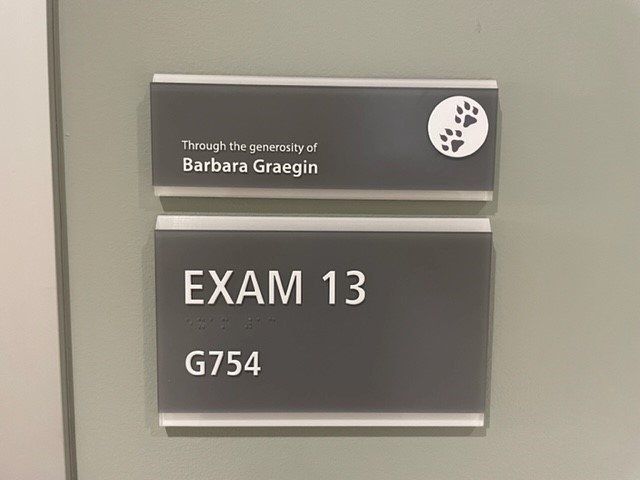 Through the generosity of
Barbara Graegin
EXAM 13
G754